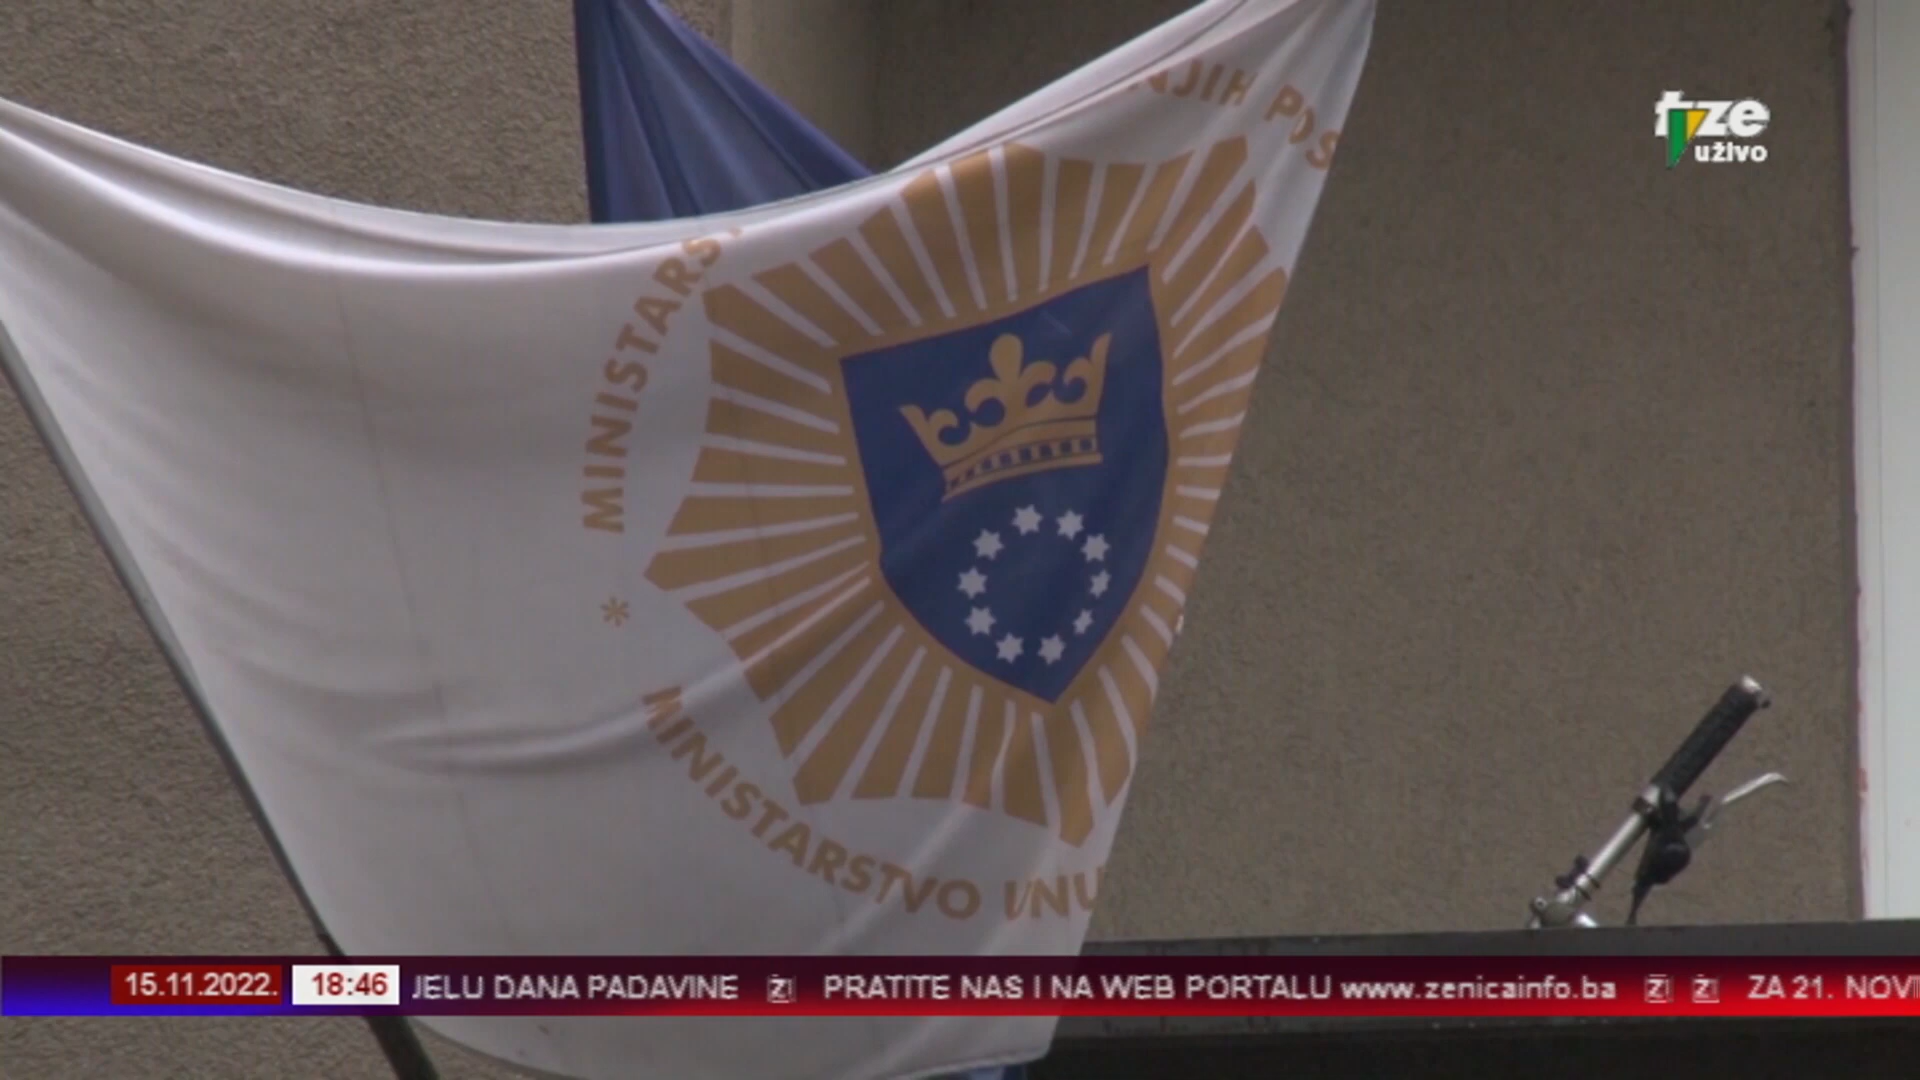 NJIH POS
MINISTARS
* MINISTARSTVO UNU
rtvze
uživo
15.11.2022. 18:46 JELU DANA PADAVINE PRATITE NAS I NA WEB PORTALU www.zenicainfo.ba ZA 21. NOV